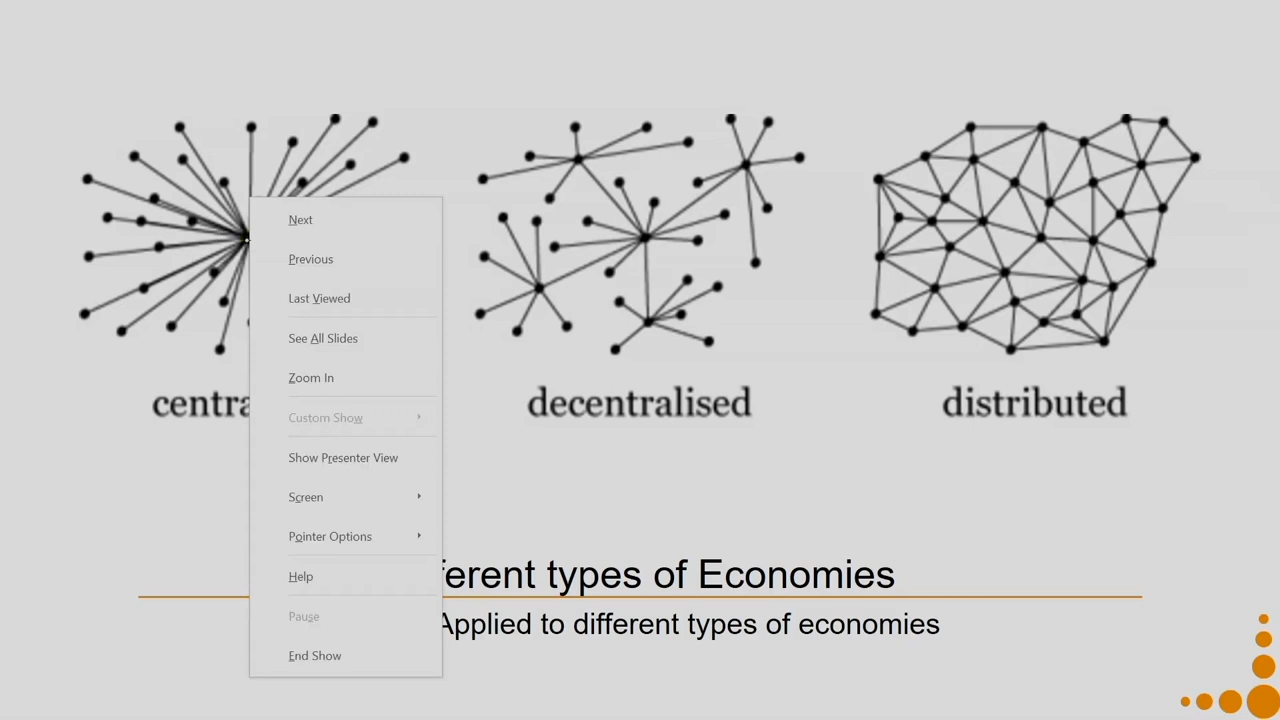 Next
Previous
Last Viewed
See All Slides
Zoom In
Custom Show
Show Presenter View
Screen
Pointer Options
Help
Pause
End Show
centra
decentralised
distributed
ferent types of Economies
Applied to different types of economies